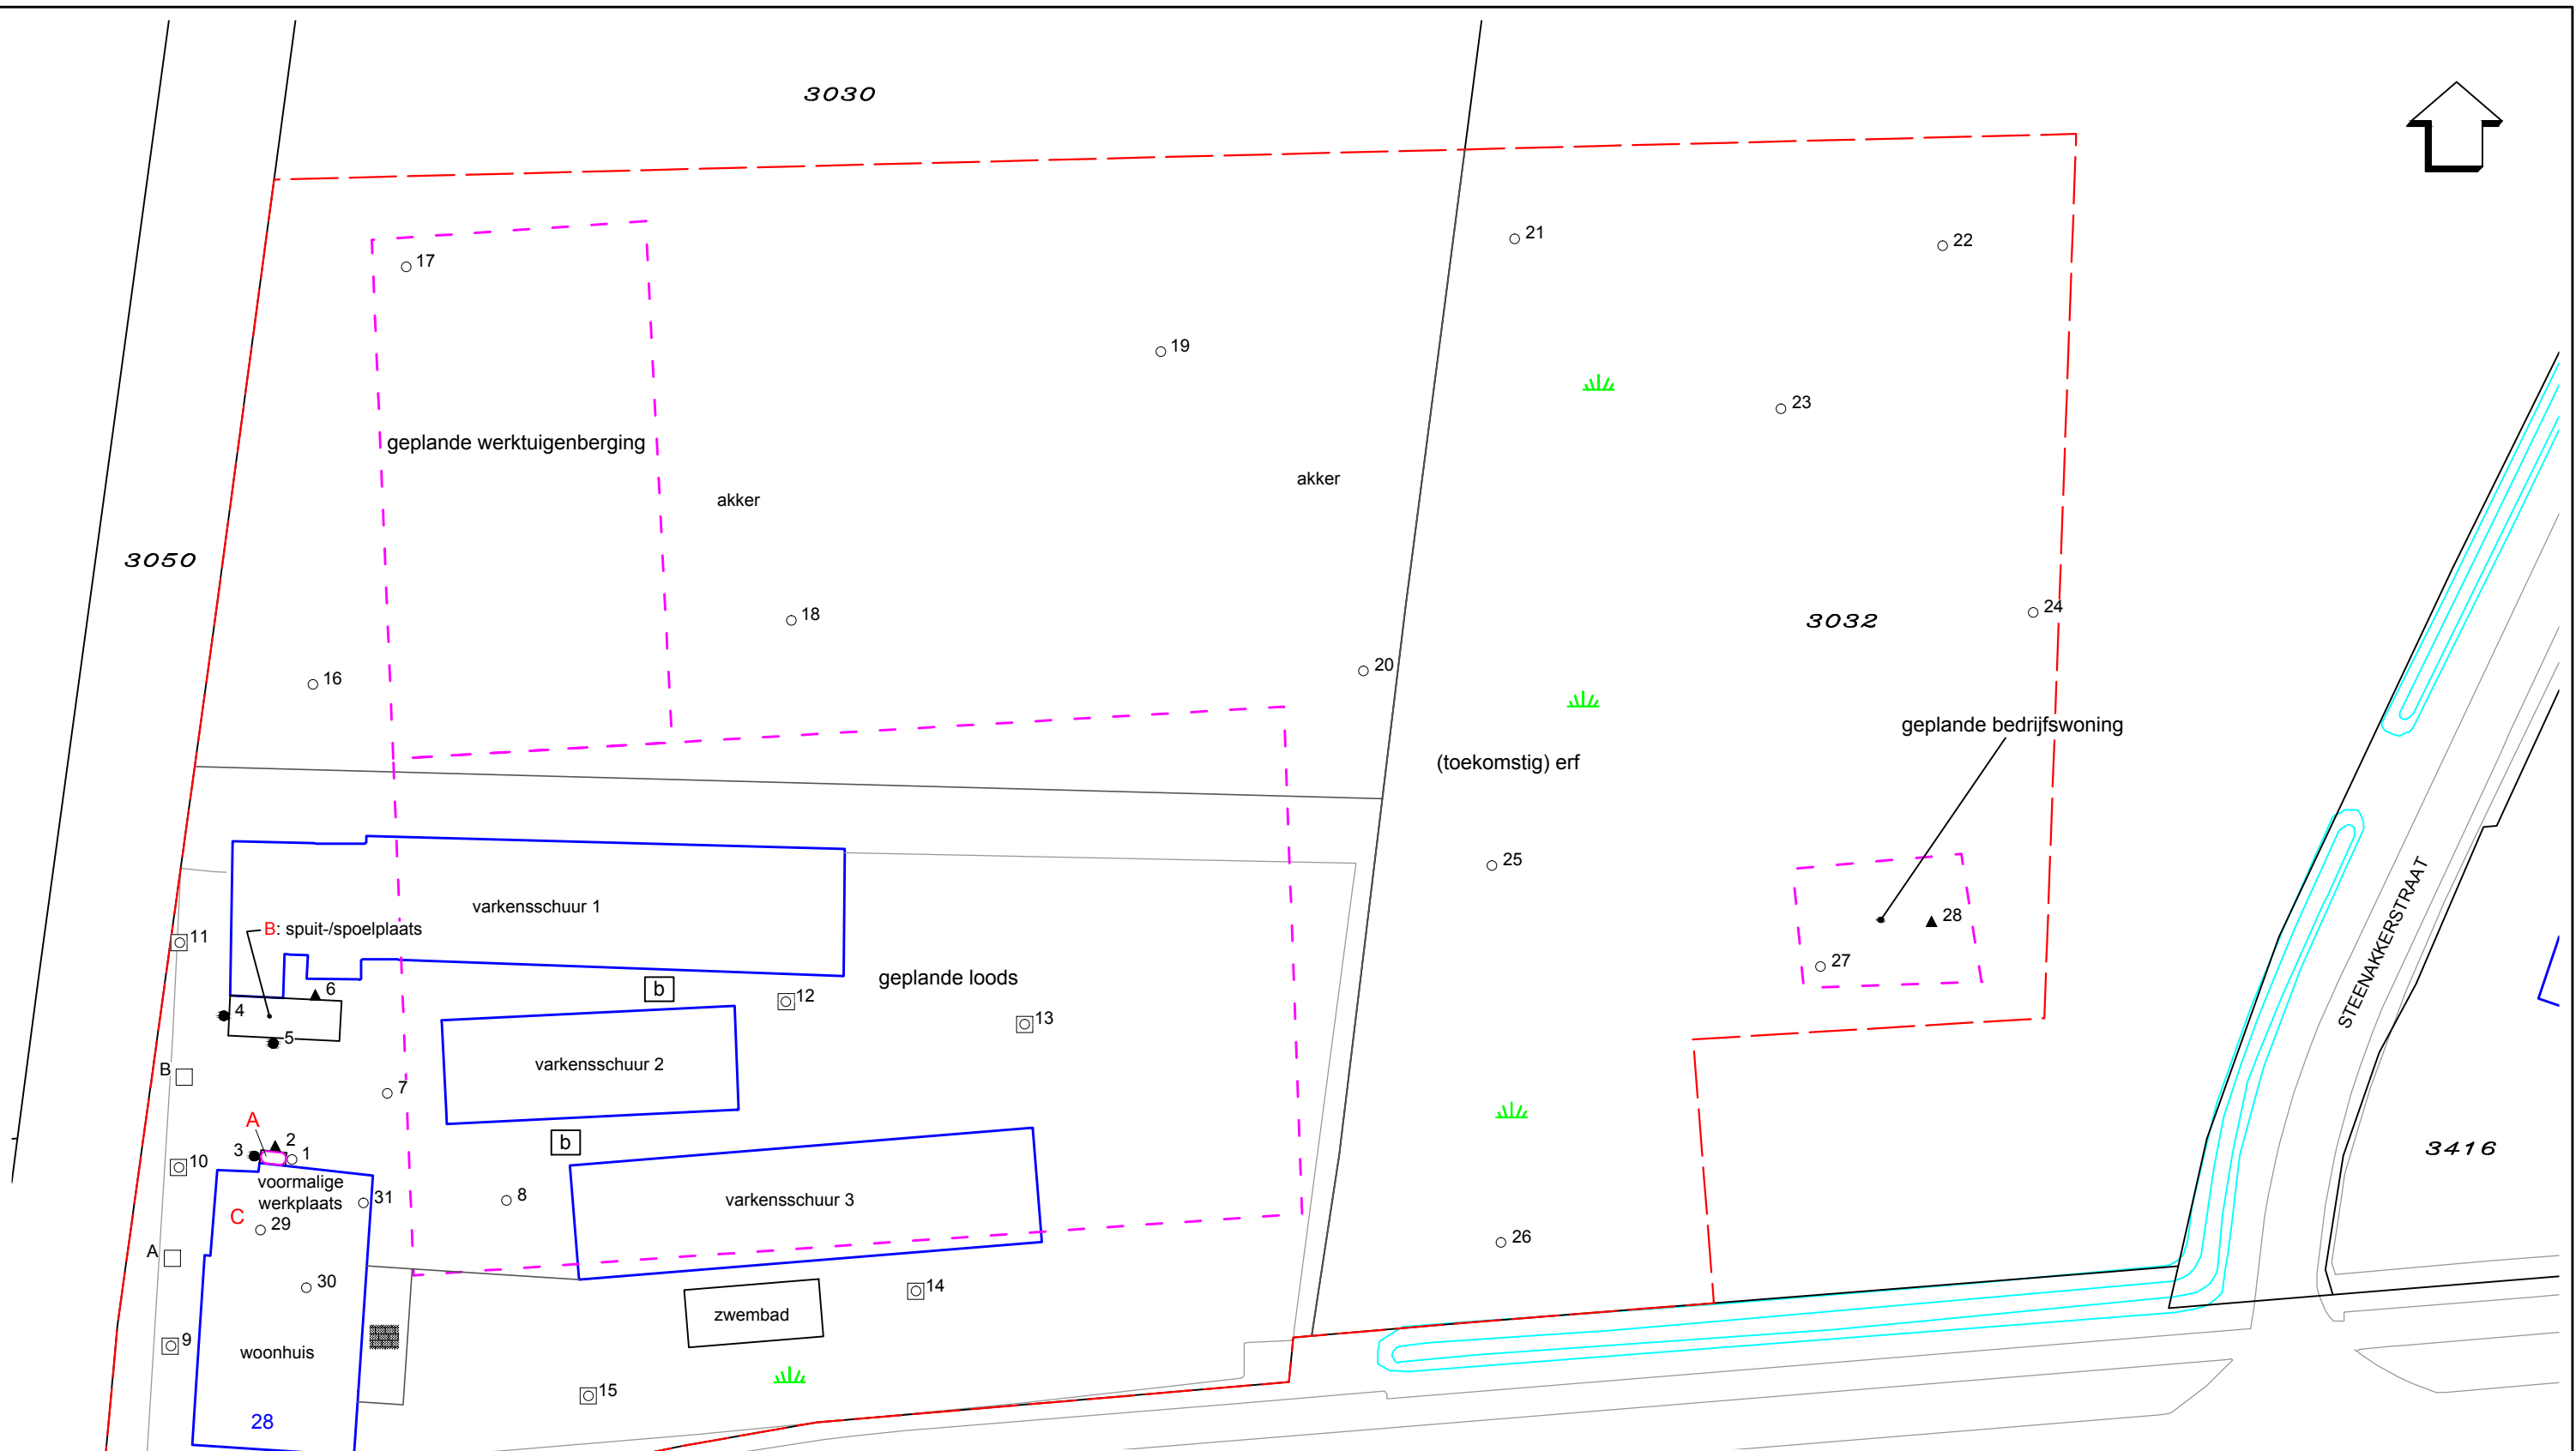 3030
21
22
17
19
23
geplande werktuigenberging
akker
akker
3050
18
3032
24
20
16
geplande bedrijfswoning
(toekomstig) erf
25
varkensschuur 1
28
B: spuit-/spoelplaats
11
STEENAKKERSTRAAT
27
geplande loods
b
6
12
4
13
5
varkensschuur 2
B
7
A
2
b
3
1
3416
10
voormalige
werkplaats
31
8
varkensschuur 3
C
29
26
A
30
14
zwembad
9
woonhuis
15
28